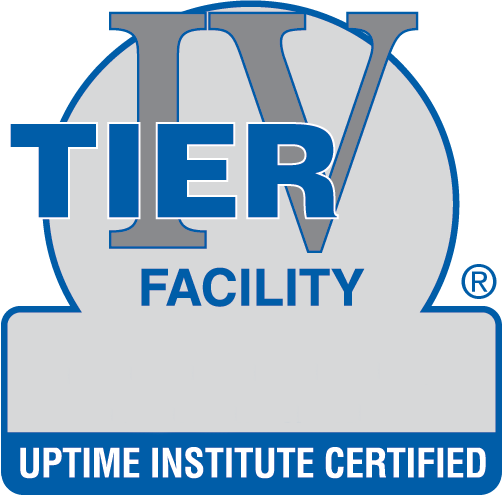 IV
TIER
FACILITY
®
UPTIME INSTITUTE CERTIFIED